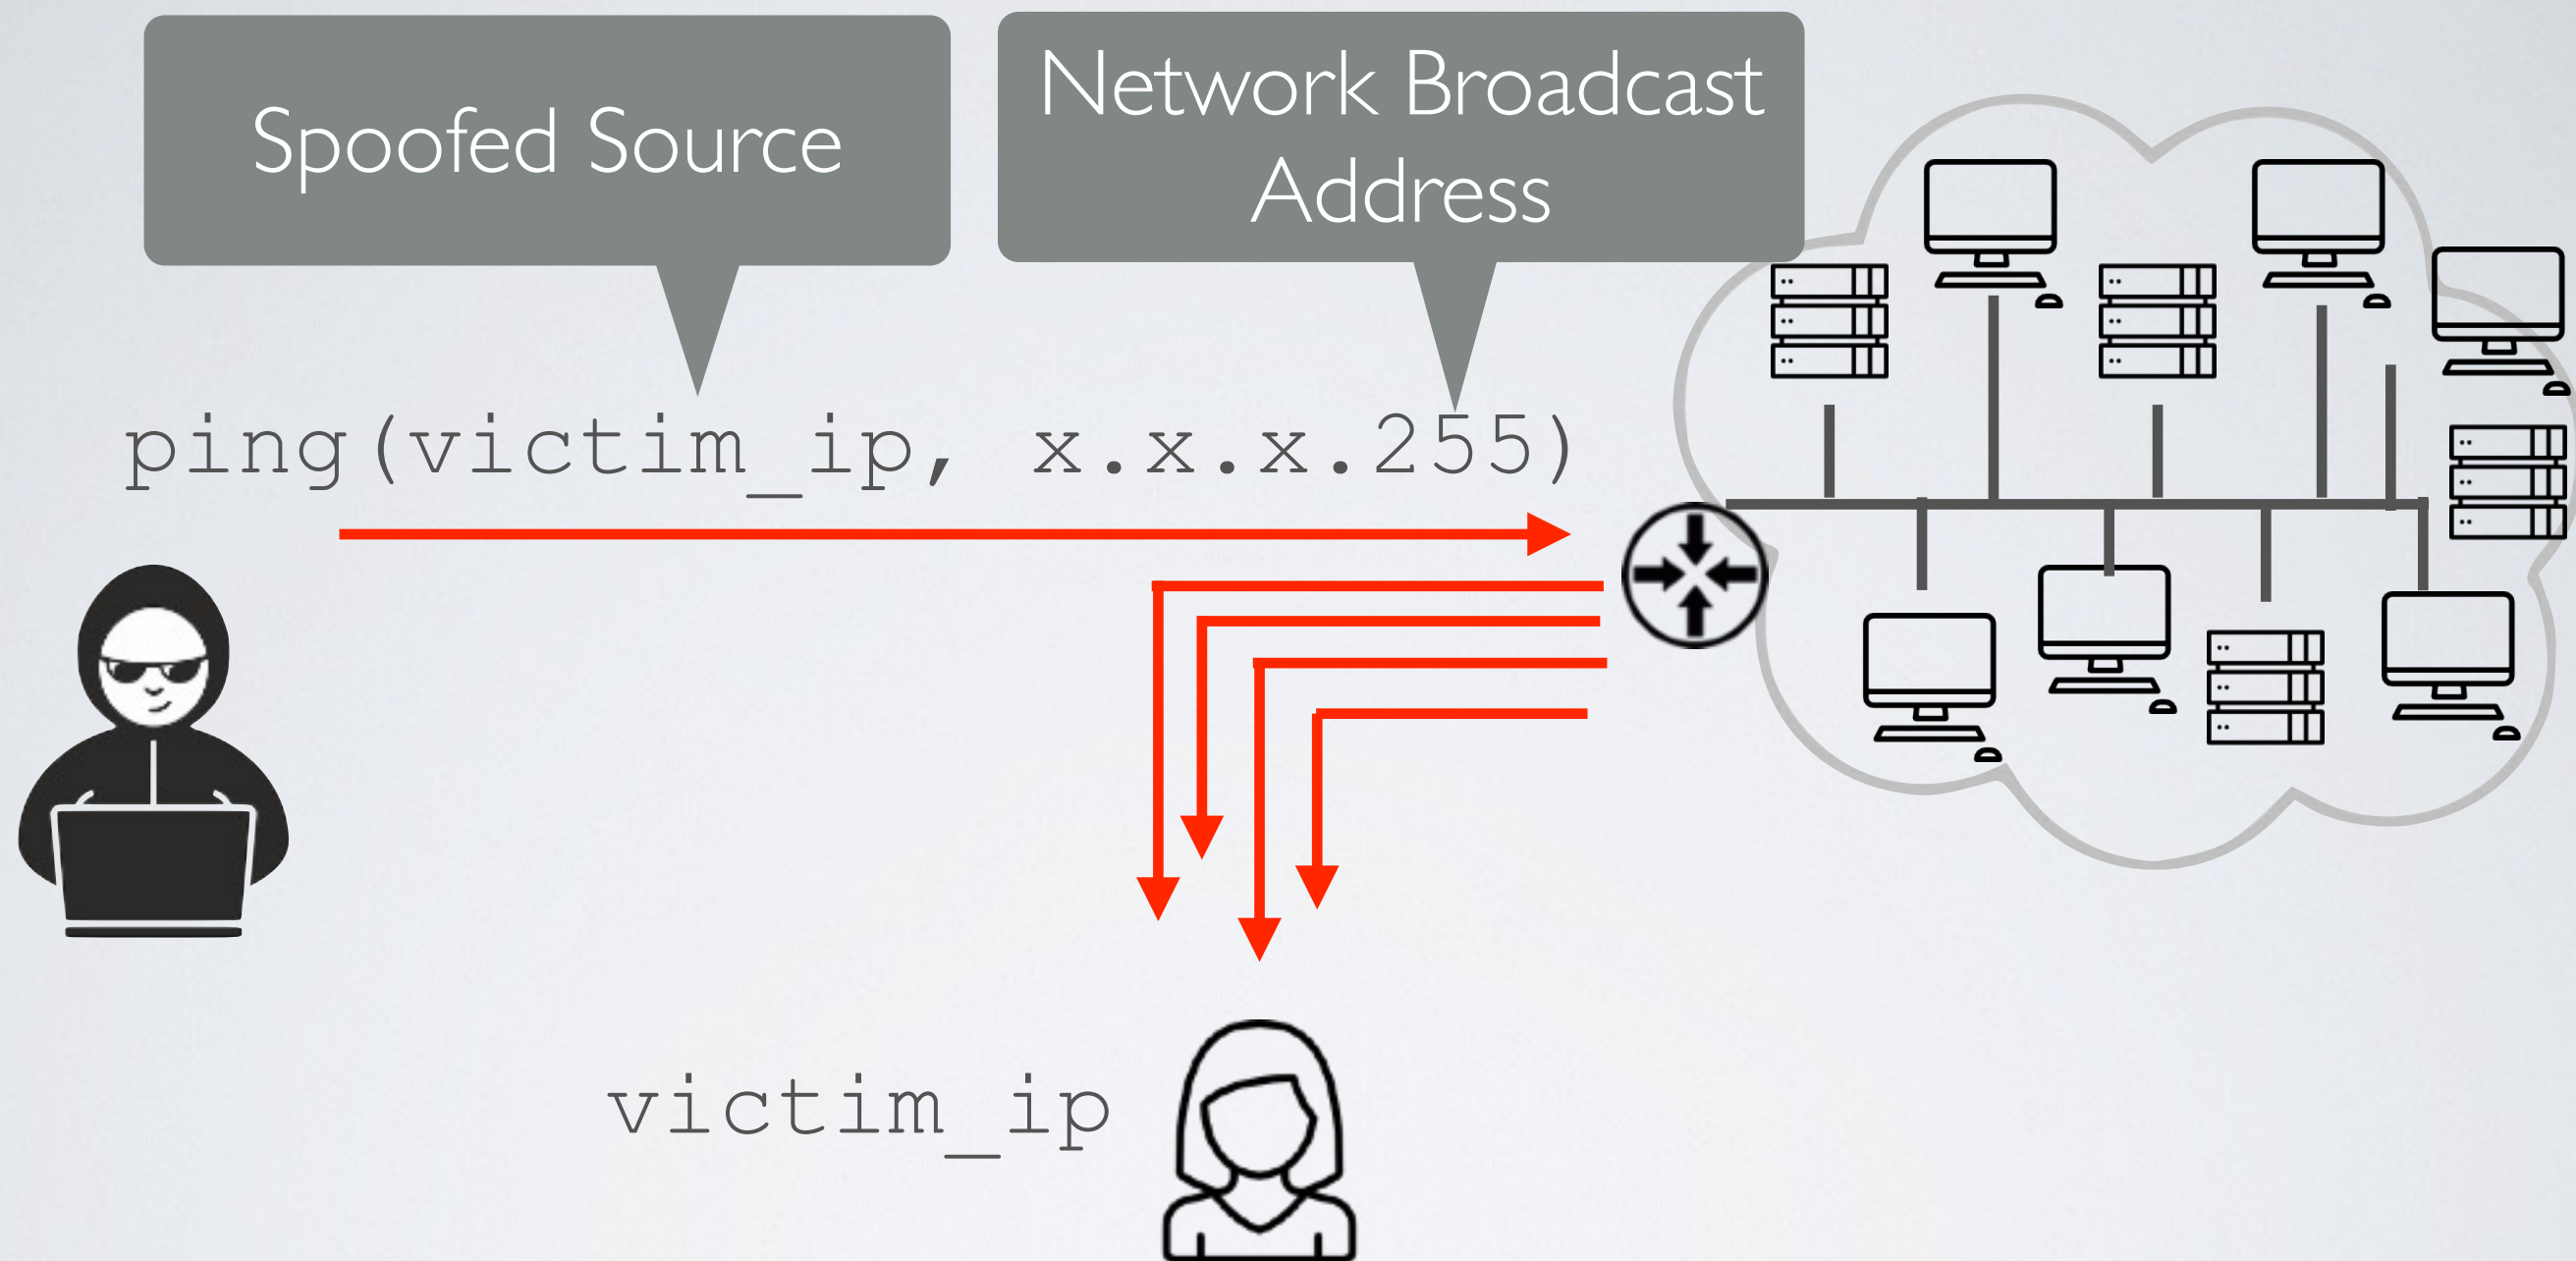 Spoofed Source
Network Broadcast
Address
ping(victim_ip, x.x.x.255)
victim_ip